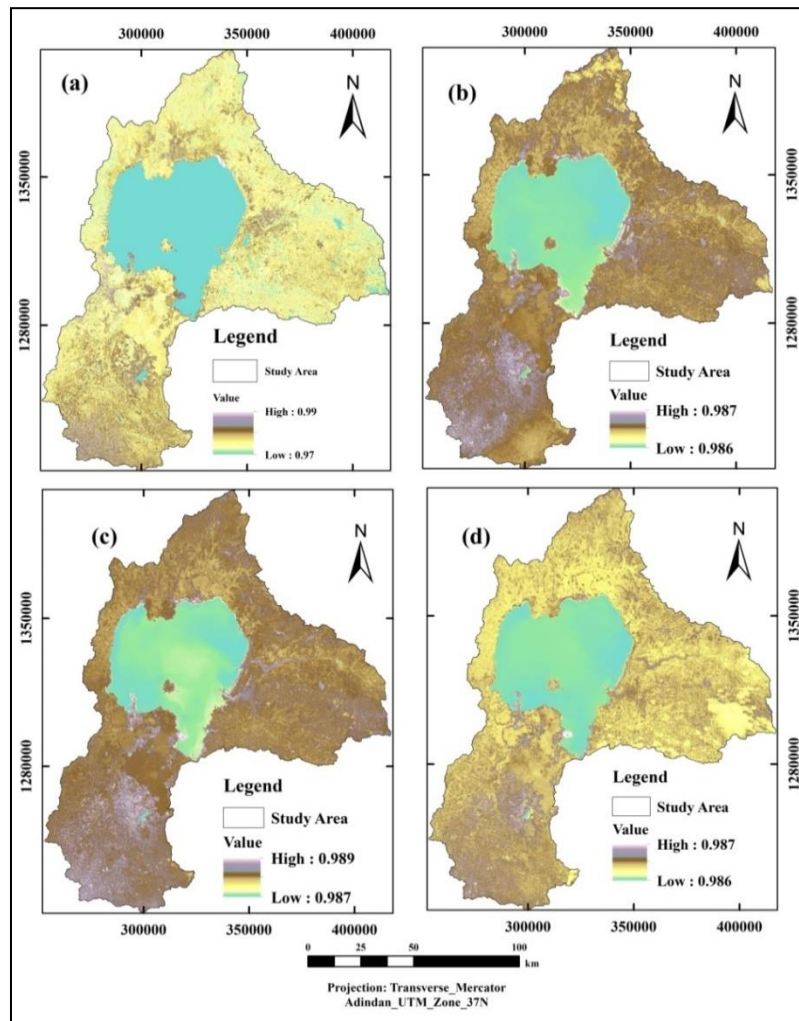 300000 350000 400000
300000 350000 400000
(a)
N
(b)
N
1350000
1350000
1280000
1280000
Legend
Study Area
Value
High : 0.99
Low : 0.97
Legend
Study Area
Value
High : 0.987
Low : 0.986
(c)
N
(d)
N
1350000
1350000
1280000
1280000
Legend
Study Area
Value
High : 0.989
Low : 0.987
Legend
Study Area
Value
High : 0.987
Low : 0.986
300000 350000 400000
300000 350000 400000
0 25 50 100
km
Projection: Transverse_Mercator
Adindan_UTM_Zone_37N